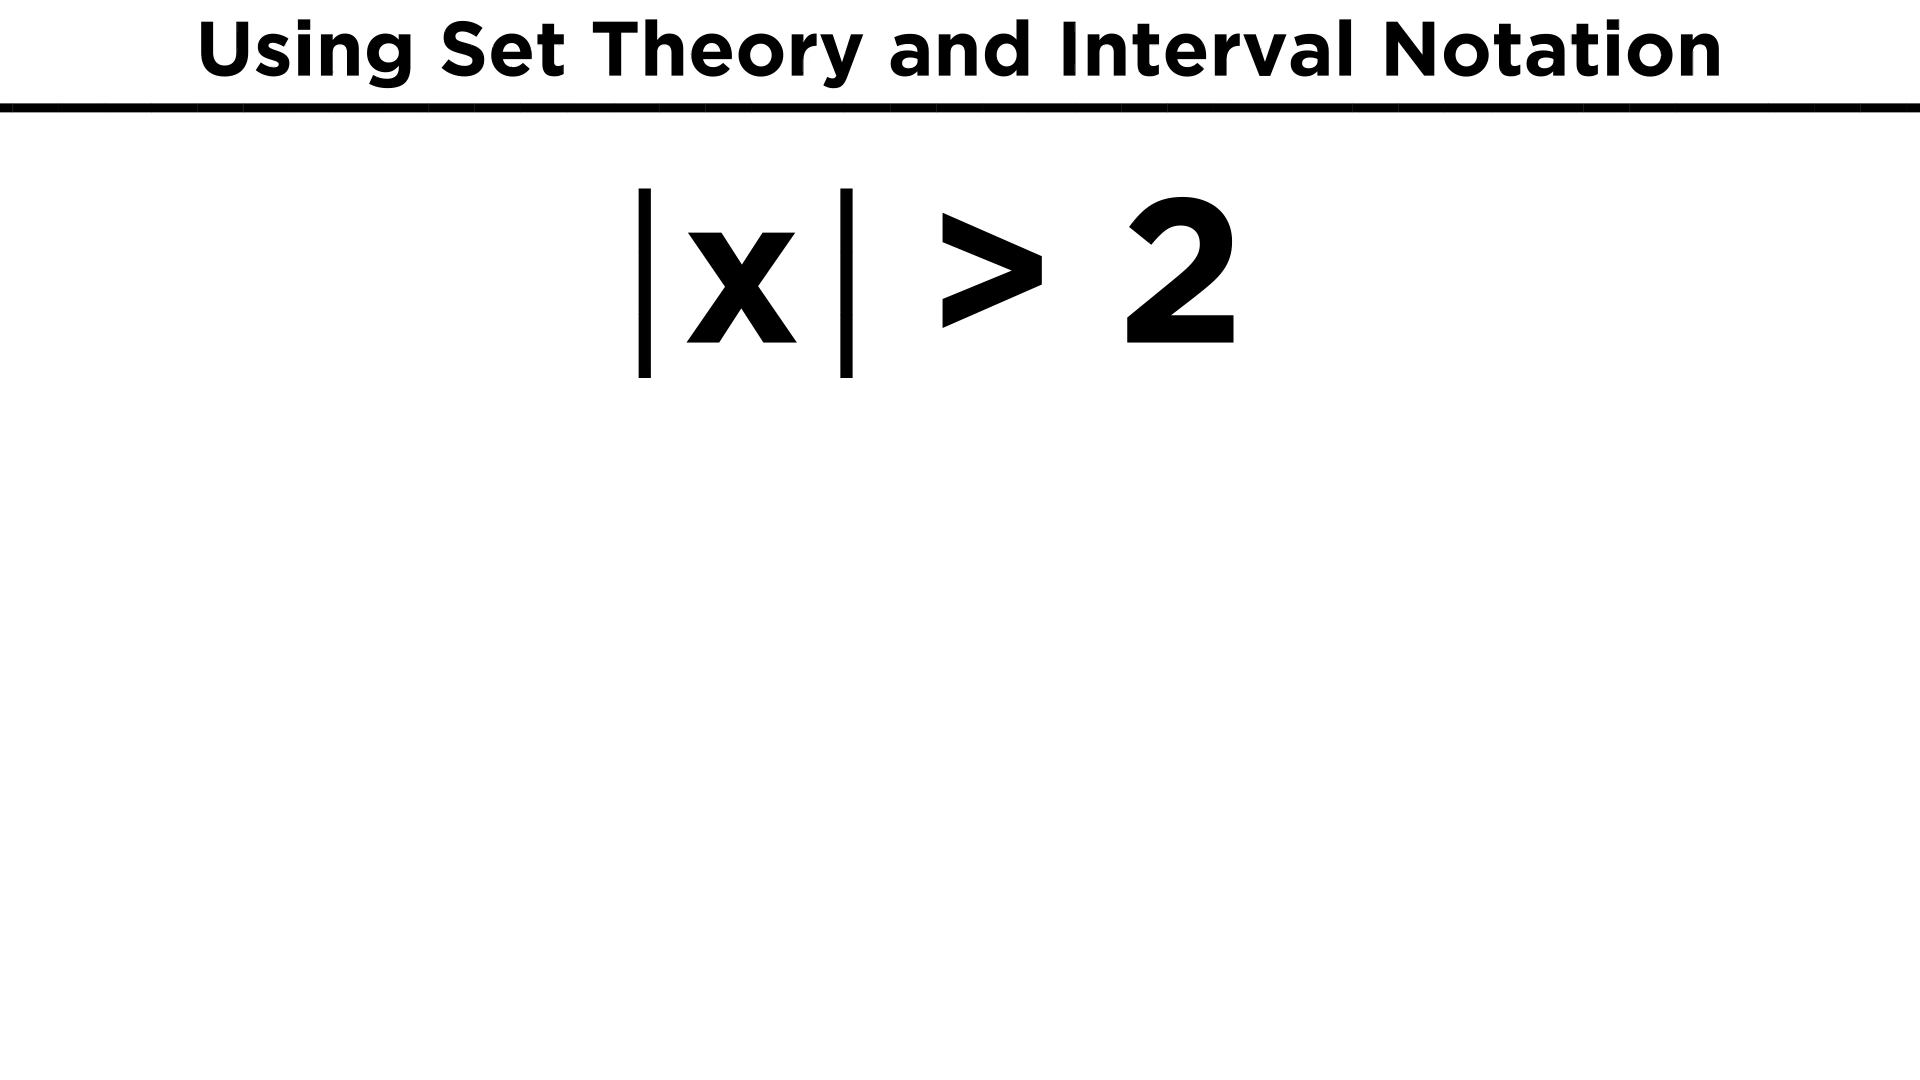 Using Set Theory and Interval Notation
|x| > 2